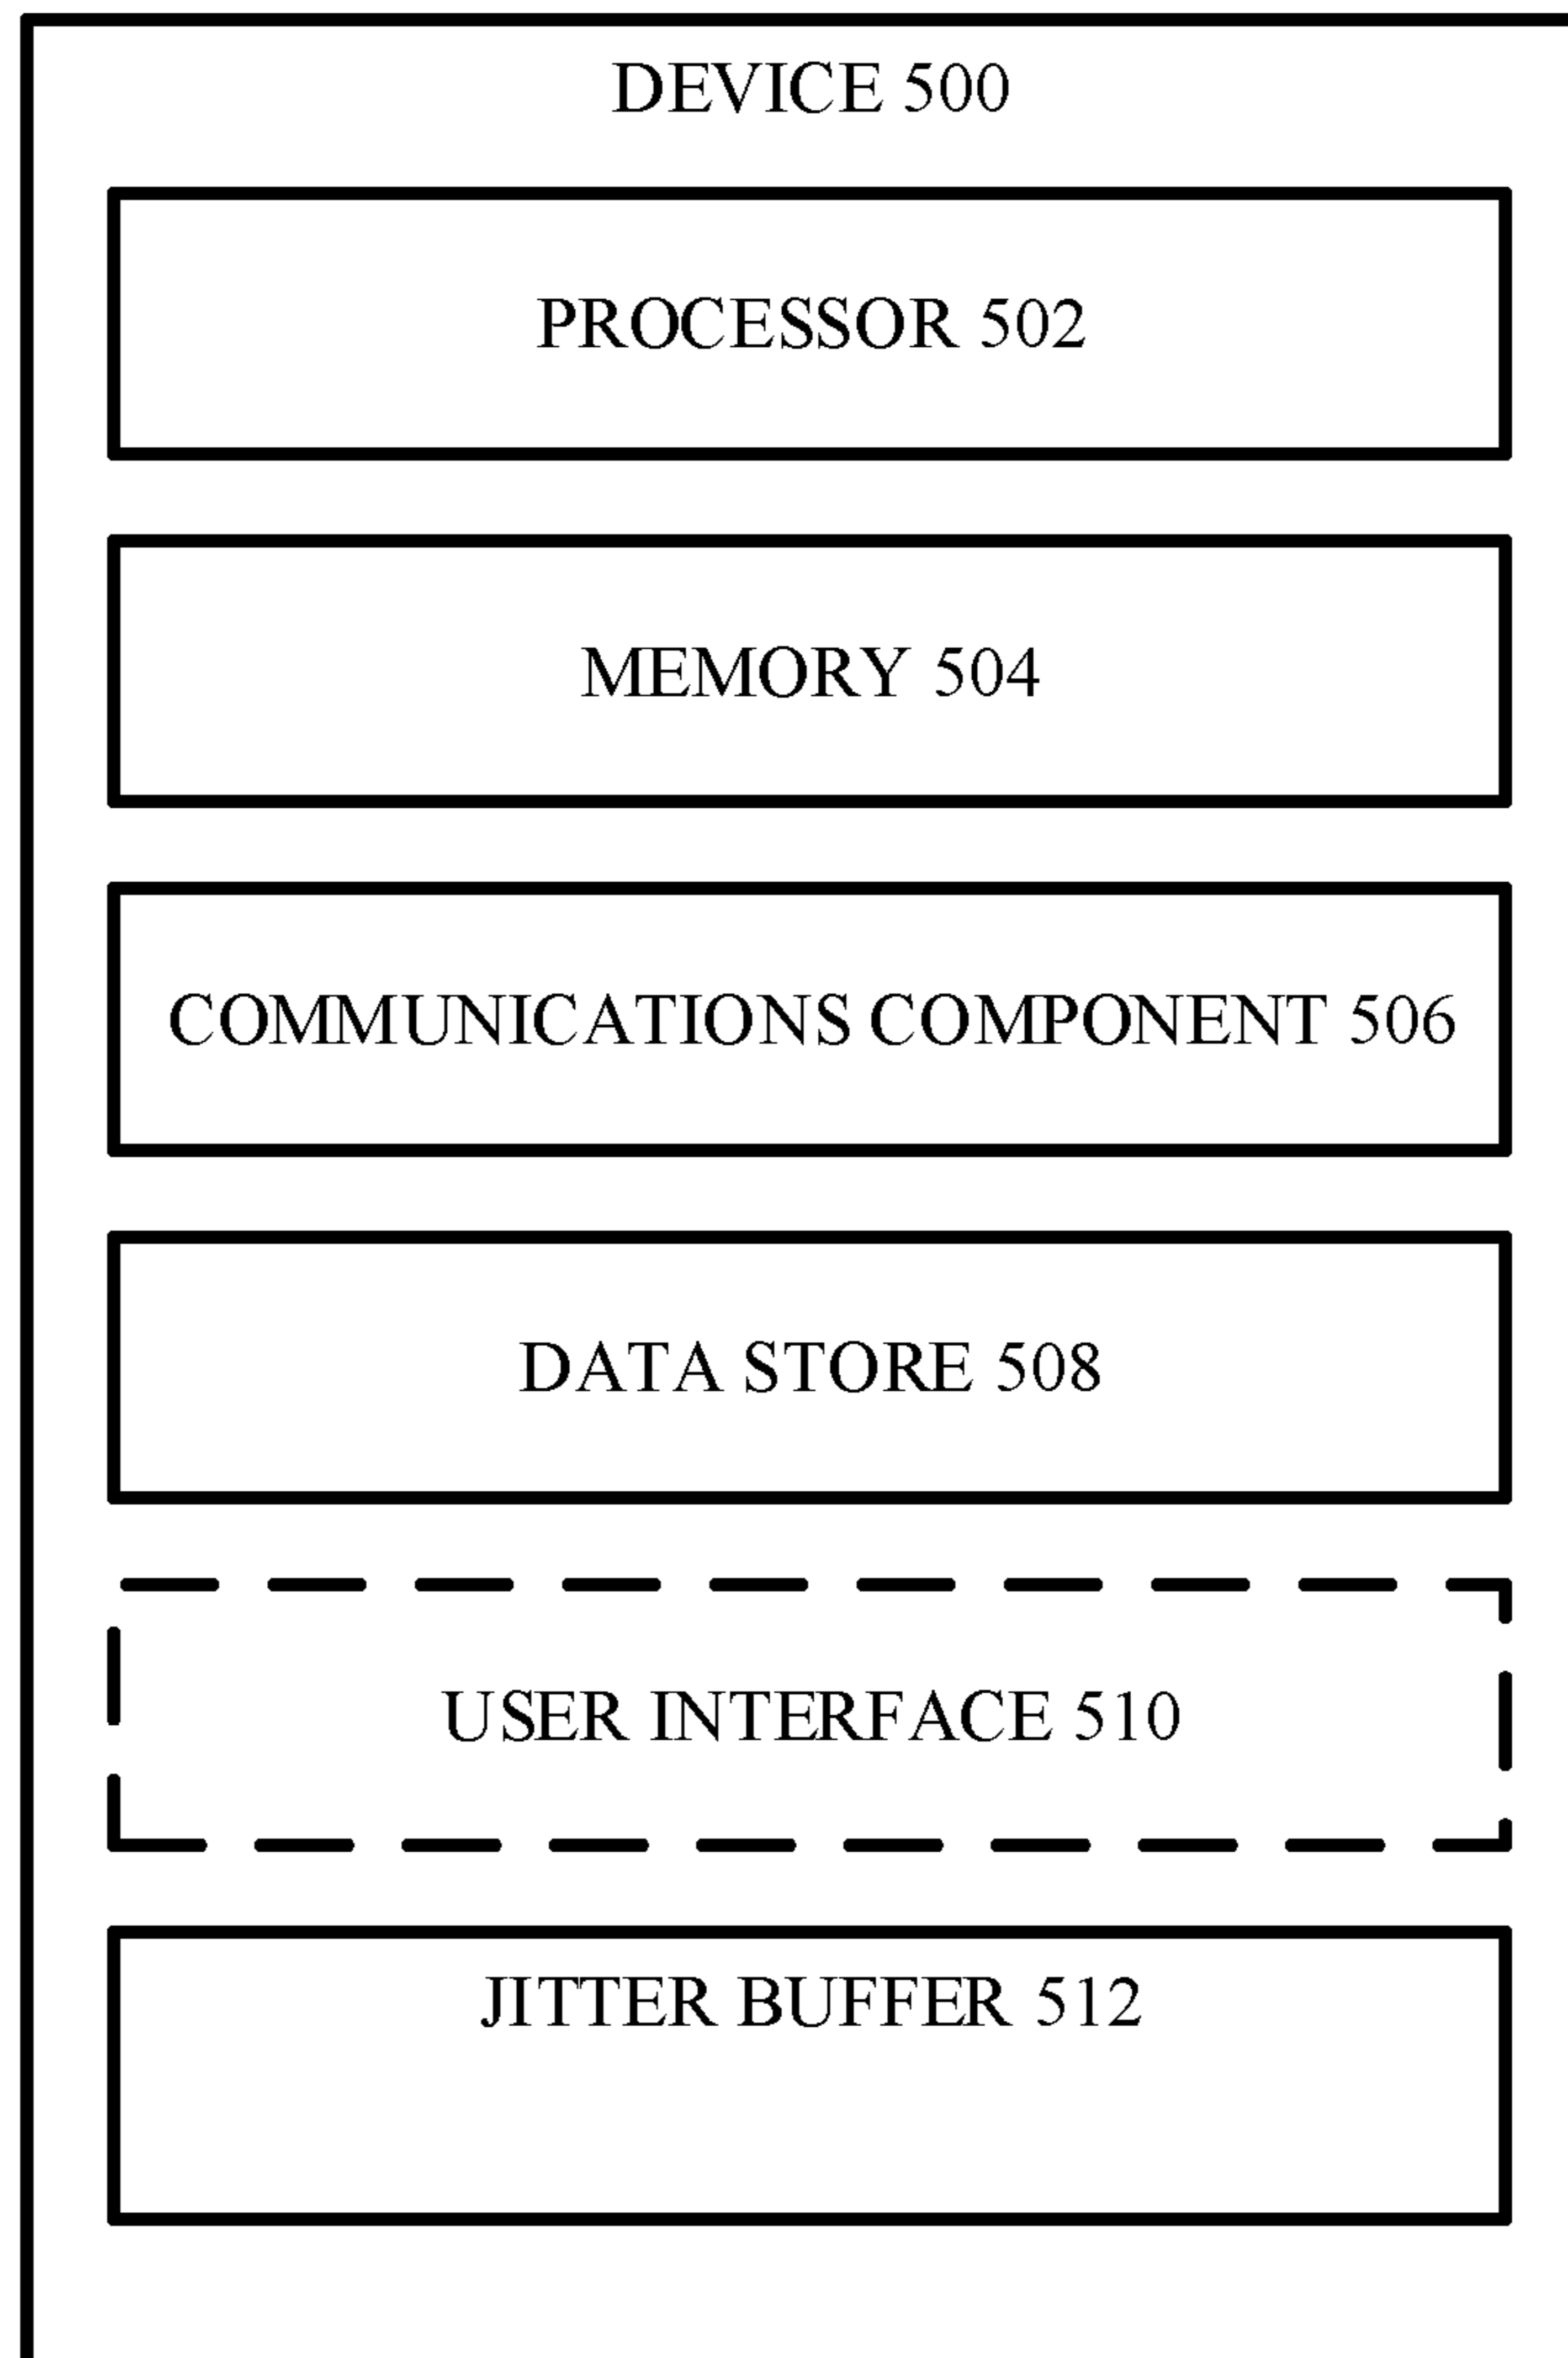 DEVICE 500
PROCESSOR 502
MEMORY 504
COMMUNICATIONS COMPONENT 506
DATA STORE 508
USER INTERFACE 510
JITTER BUFFER 512